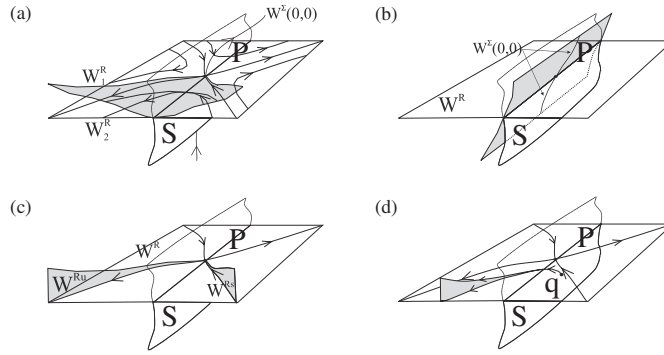 (a)
W^Σ(0,0)
P
W_1^R
W_2^R
S
(b)
W^Σ(0,0)
P
W^R
S
(c)
W^R
P
W^Ru
W^Rs
S
(d)
P
q
S